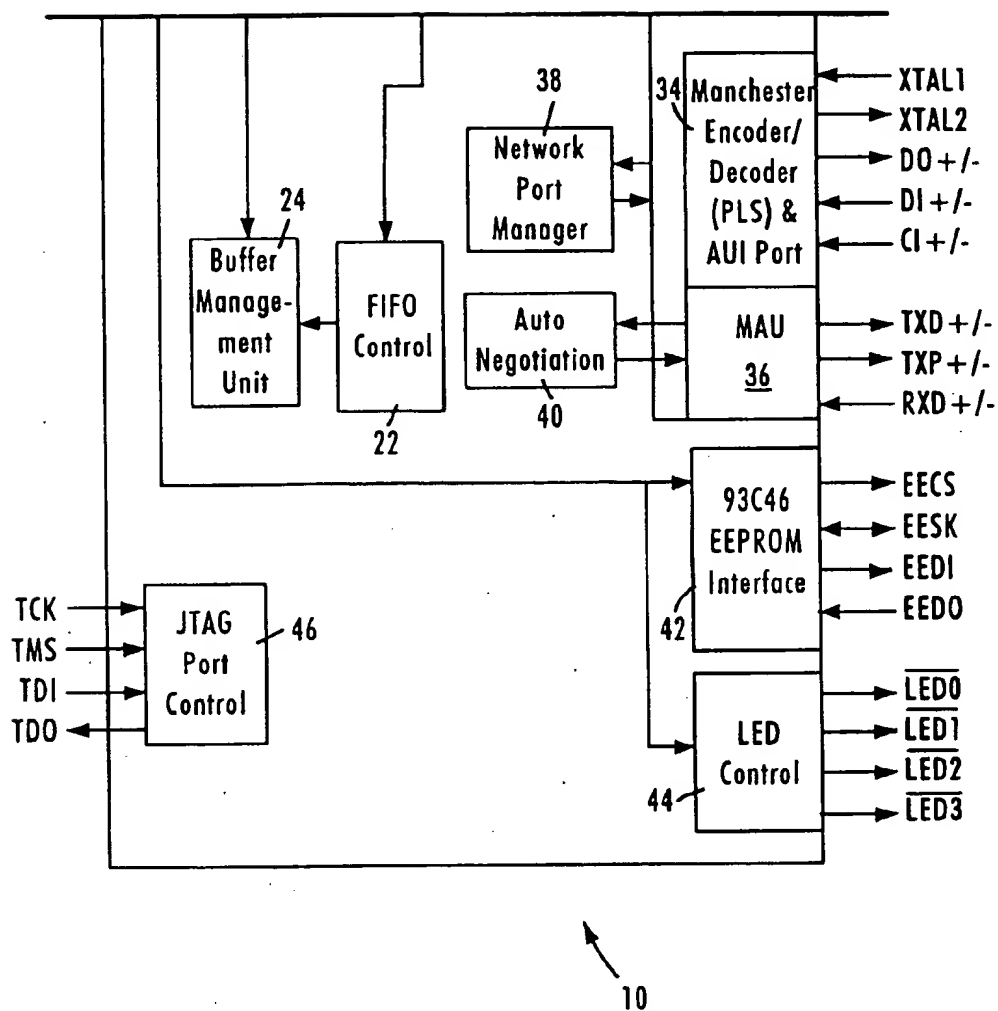 38
Network
Port
Manager
34
Manchester
Encoder/
Decoder
(PLS) &
AUI Port
XTAL1
XTAL2
DO +/-
DI +/-
CI +/-
24
Buffer
Manage-
ment
Unit
FIFO
Control
22
Auto
Negotiation
40
MAU
36
TXD +/-
TXP +/-
RXD +/-
93C46
EEPROM
Interface
42
EECS
EESK
EEDI
EEDO
TCK
TMS
TDI
TDO
JTAG
Port
Control
46
LED
Control
44
LED0
LED1
LED2
LED3
10